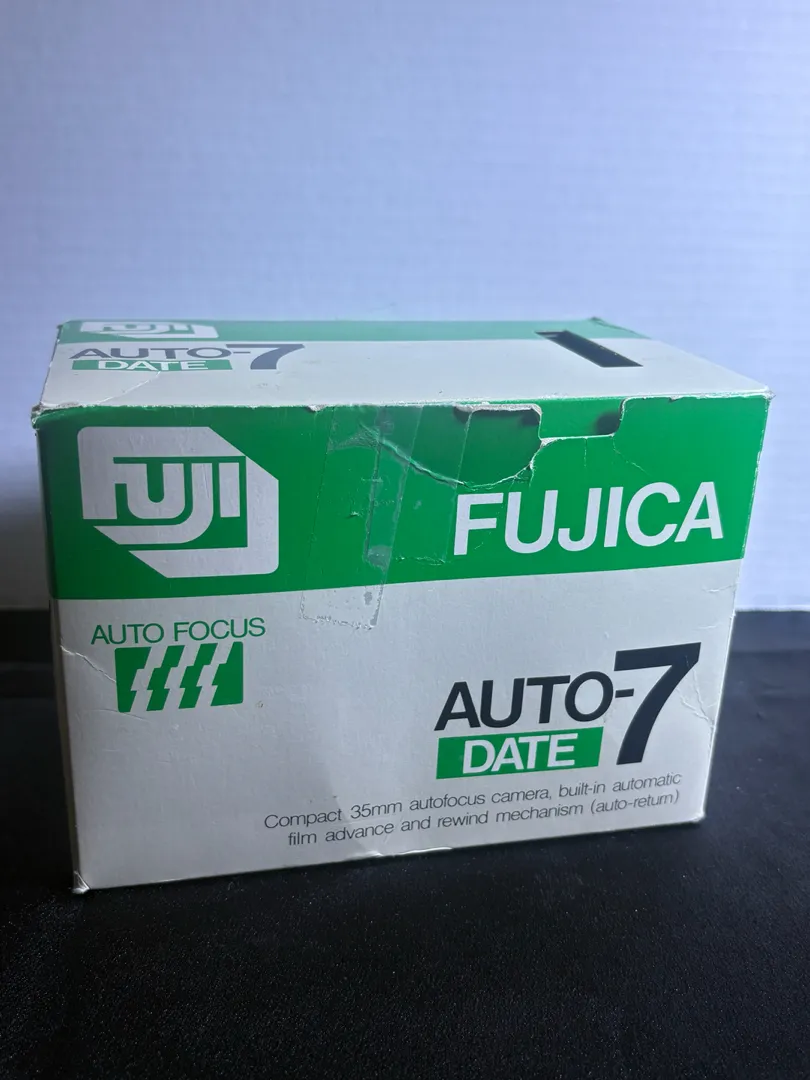 FUJI
AUTO-7
DATE
FUJI
FUJICA
AUTO FOCUS
AUTO-7
DATE
Compact 35mm autofocus camera, built-in automatic
film advance and rewind mechanism (auto-return)